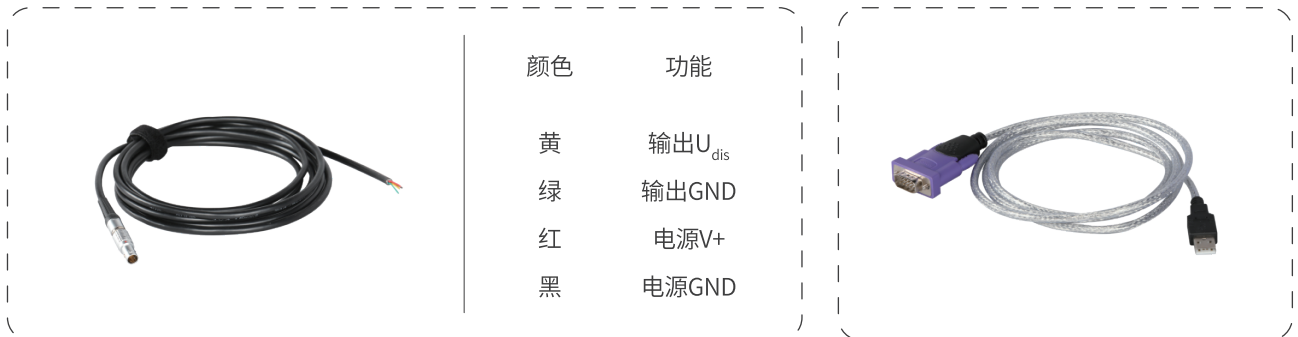 颜色 功能
黄 输出Udis
绿 输出GND
红 电源V+
黑 电源GND